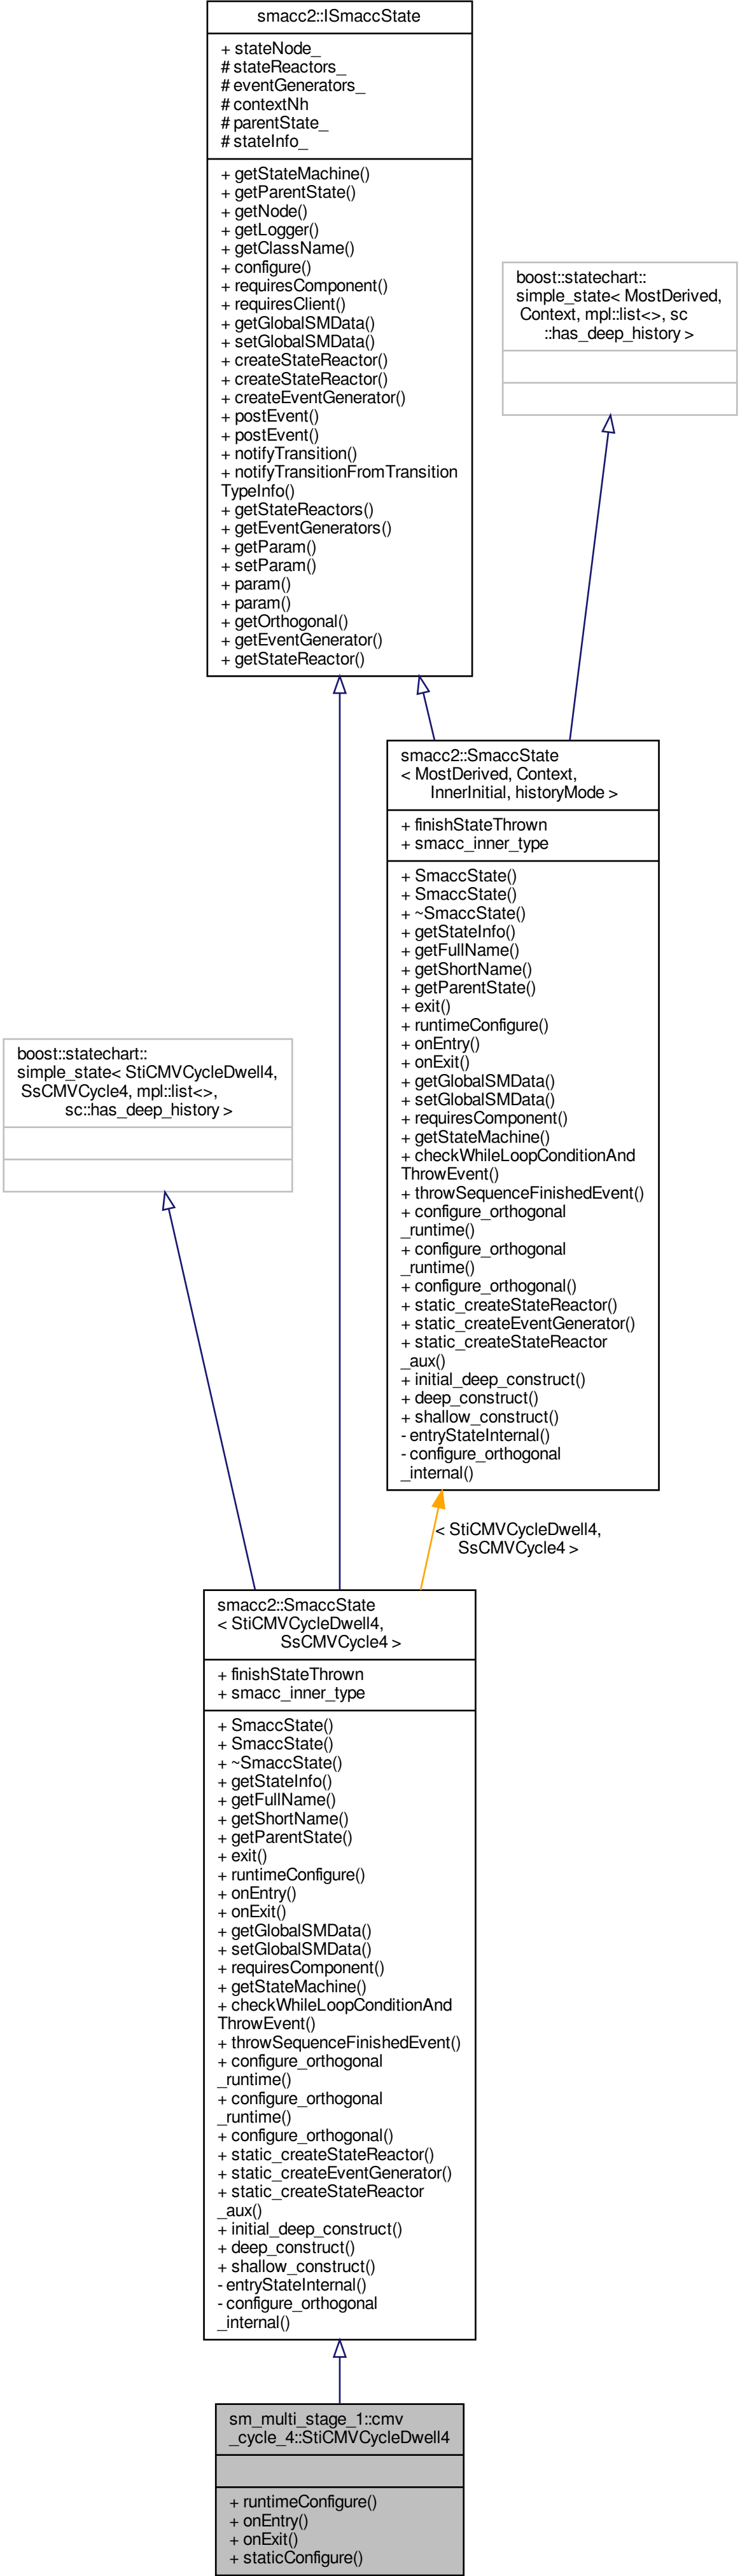 smacc2::ISmaccState
+ stateNode_
# stateReactors_
# eventGenerators_
# contextNh
# parentState_
# stateInfo_
+ getStateMachine()
+ getParentState()
+ getNode()
+ getLogger()
+ getClassName()
+ configure()
+ requiresComponent()
+ requiresClient()
+ getGlobalSMData()
+ setGlobalSMData()
+ createStateReactor()
+ createStateReactor()
+ createEventGenerator()
+ postEvent()
+ postEvent()
+ notifyTransition()
+ notifyTransitionFromTransition
TypeInfo()
+ getStateReactors()
+ getEventGenerators()
+ getParam()
+ setParam()
+ param()
+ param()
+ getOrthogonal()
+ getEventGenerator()
+ getStateReactor()
boost::statechart::
simple_state< MostDerived,
Context, mpl::list<>, sc
::has_deep_history >
smacc2::SmaccState
< MostDerived, Context,
InnerInitial, historyMode >
+ finishStateThrown
+ smacc_inner_type
+ SmaccState()
+ SmaccState()
+ ~SmaccState()
+ getStateInfo()
+ getFullName()
+ getShortName()
+ getParentState()
+ exit()
+ runtimeConfigure()
+ onEntry()
+ onExit()
+ getGlobalSMData()
+ setGlobalSMData()
+ requiresComponent()
+ getStateMachine()
+ checkWhileLoopConditionAnd
ThrowEvent()
+ throwSequenceFinishedEvent()
+ configure_orthogonal
_runtime()
+ configure_orthogonal
_runtime()
+ configure_orthogonal()
+ static_createStateReactor()
+ static_createEventGenerator()
+ static_createStateReactor
_aux()
+ initial_deep_construct()
+ deep_construct()
+ shallow_construct()
- entryStateInternal()
- configure_orthogonal
_internal()
boost::statechart::
simple_state< StiCMVCycleDwell4,
SsCMVCycle4, mpl::list<>,
sc::has_deep_history >
< StiCMVCycleDwell4,
SsCMVCycle4 >
smacc2::SmaccState
< StiCMVCycleDwell4,
SsCMVCycle4 >
+ finishStateThrown
+ smacc_inner_type
+ SmaccState()
+ SmaccState()
+ ~SmaccState()
+ getStateInfo()
+ getFullName()
+ getShortName()
+ getParentState()
+ exit()
+ runtimeConfigure()
+ onEntry()
+ onExit()
+ getGlobalSMData()
+ setGlobalSMData()
+ requiresComponent()
+ getStateMachine()
+ checkWhileLoopConditionAnd
ThrowEvent()
+ throwSequenceFinishedEvent()
+ configure_orthogonal
_runtime()
+ configure_orthogonal
_runtime()
+ configure_orthogonal()
+ static_createStateReactor()
+ static_createEventGenerator()
+ static_createStateReactor
_aux()
+ initial_deep_construct()
+ deep_construct()
+ shallow_construct()
- entryStateInternal()
- configure_orthogonal
_internal()
sm_multi_stage_1::cmv
_cycle_4::StiCMVCycleDwell4
+ runtimeConfigure()
+ onEntry()
+ onExit()
+ staticConfigure()